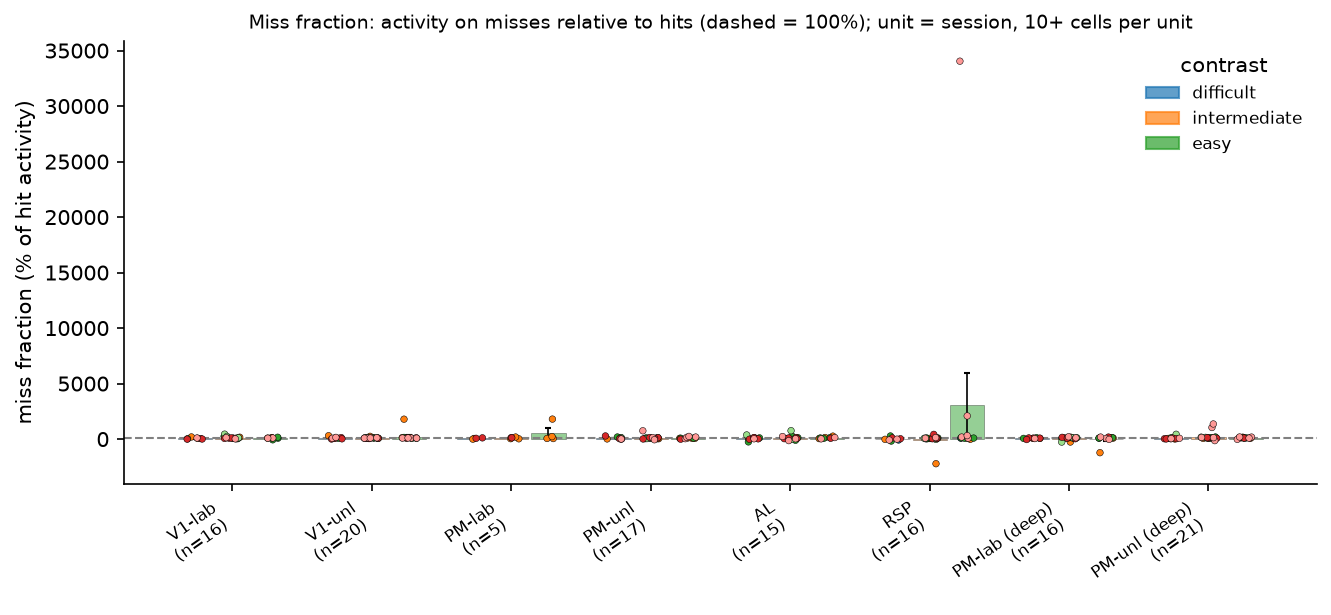 Miss fraction: activity on misses relative to hits (dashed = 100%); unit = session, 10+ cells per unit
miss fraction (% of hit activity)
35000
30000
25000
20000
15000
10000
5000
0
contrast
difficult
intermediate
easy
V1-lab
(n=16)
V1-unl
(n=20)
PM-lab
(n=5)
PM-unl
(n=17)
AL
(n=15)
RSP
(n=16)
PM-lab (deep)
(n=16)
PM-unl (deep)
(n=21)